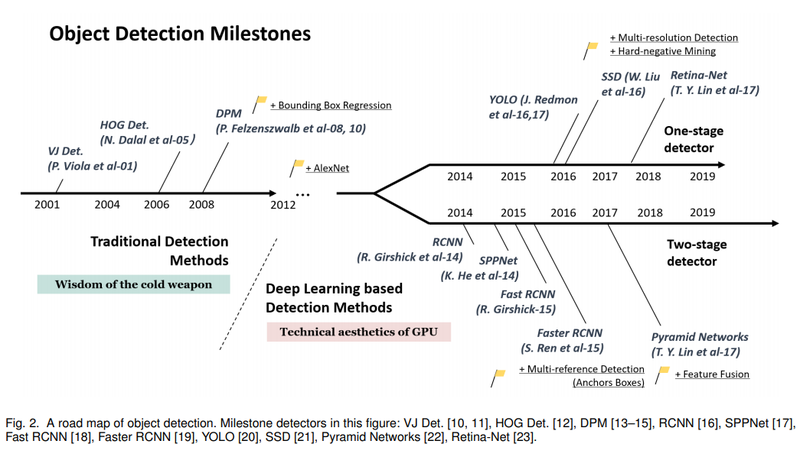 Object Detection Milestones
+ Multi-resolution Detection
+ Hard-negative Mining
SSD (W. Liu
et al-16)
Retina-Net
(T. Y. Lin et al-17)
YOLO (J. Redmon
et al-16,17)
+ Bounding Box Regression
DPM
(P. Felzenszwalb et al-08, 10)
HOG Det.
(N. Dalal et al-05)
VJ Det.
(P. Viola et al-01)
One-stage
detector
+ AlexNet
...
2014 2015 2016 2017 2018 2019
2001 2004 2006 2008 2012
2014 2015 2016 2017 2018 2019
Traditional Detection
Methods
Wisdom of the cold weapon
RCNN
(R. Girshick et al-14)
SPPNet
(K. He et al-14)
Two-stage
detector
Deep Learning based
Detection Methods
Technical aesthetics of GPU
Fast RCNN
(R. Girshick-15)
Faster RCNN
(S. Ren et al-15)
Pyramid Networks
(T. Y. Lin et al-17)
+ Multi-reference Detection
(Anchors Boxes)
+ Feature Fusion
Fig. 2. A road map of object detection. Milestone detectors in this figure: VJ Det. [10, 11], HOG Det. [12], DPM [13–15], RCNN [16], SPPNet [17],
Fast RCNN [18], Faster RCNN [19], YOLO [20], SSD [21], Pyramid Networks [22], Retina-Net [23].